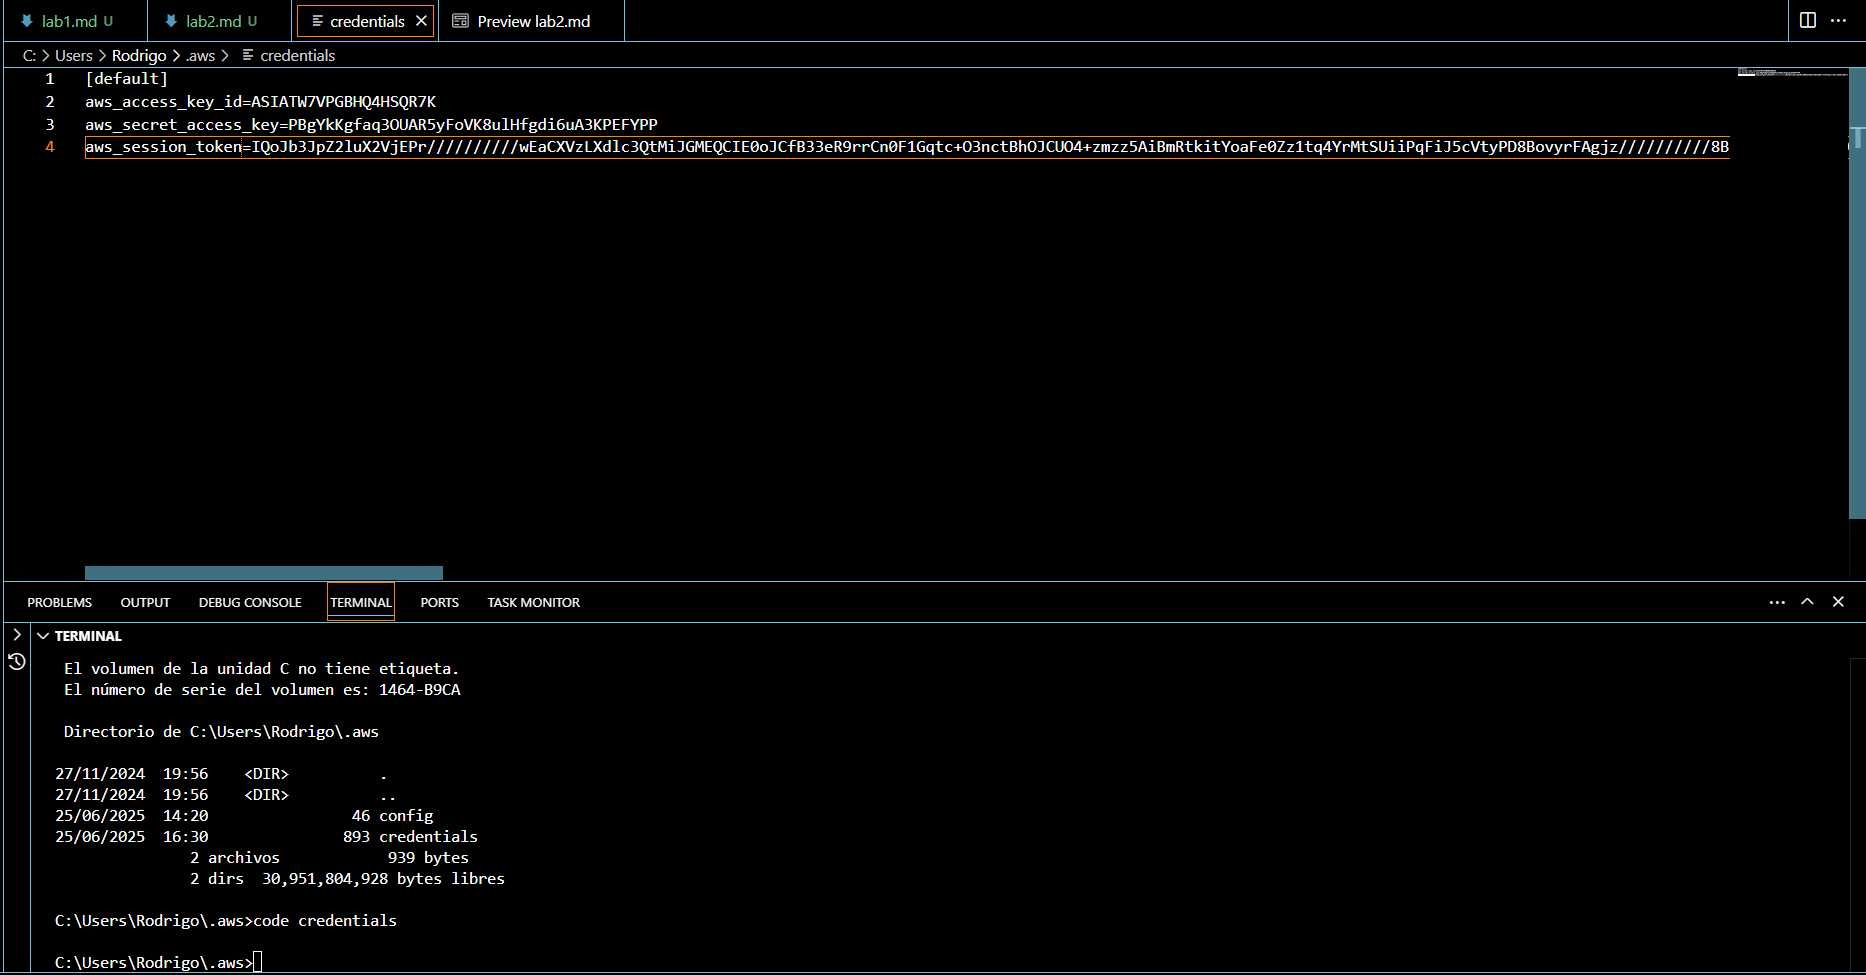 lab1.md U lab2.md U credentials Preview lab2.md
C: > Users > Rodrigo > .aws > credentials
1 [default]
2 aws_access_key_id=ASIATW7VPGBHQ4HSQR7K
3 aws_secret_access_key=PBgYkKgfaq3OUAR5yFoVK8ulHfgdi6uA3KPEFYPP
4 aws_session_token=IQoJb3JpZ2luX2VjEPr//////////wEaCXVzLXdlc3QtMiJGMEQCIE0oJCfB33eR9rrCn0F1Gqtc+O3nctBhOJCUO4+zmzz5AiBmRtkitYoaFe0Zz1tq4YrMtSUiiPqFiJ5cVtyPD8BovyrFAgjz//////////8B
PROBLEMS OUTPUT DEBUG CONSOLE TERMINAL PORTS TASK MONITOR
TERMINAL
El volumen de la unidad C no tiene etiqueta.
El número de serie del volumen es: 1464-B9CA
Directorio de C:\Users\Rodrigo\.aws
27/11/2024 19:56 <DIR> .
27/11/2024 19:56 <DIR> ..
25/06/2025 14:20 46 config
25/06/2025 16:30 893 credentials
2 archivos 939 bytes
2 dirs 30,951,804,928 bytes libres
C:\Users\Rodrigo\.aws>code credentials
C:\Users\Rodrigo\.aws>